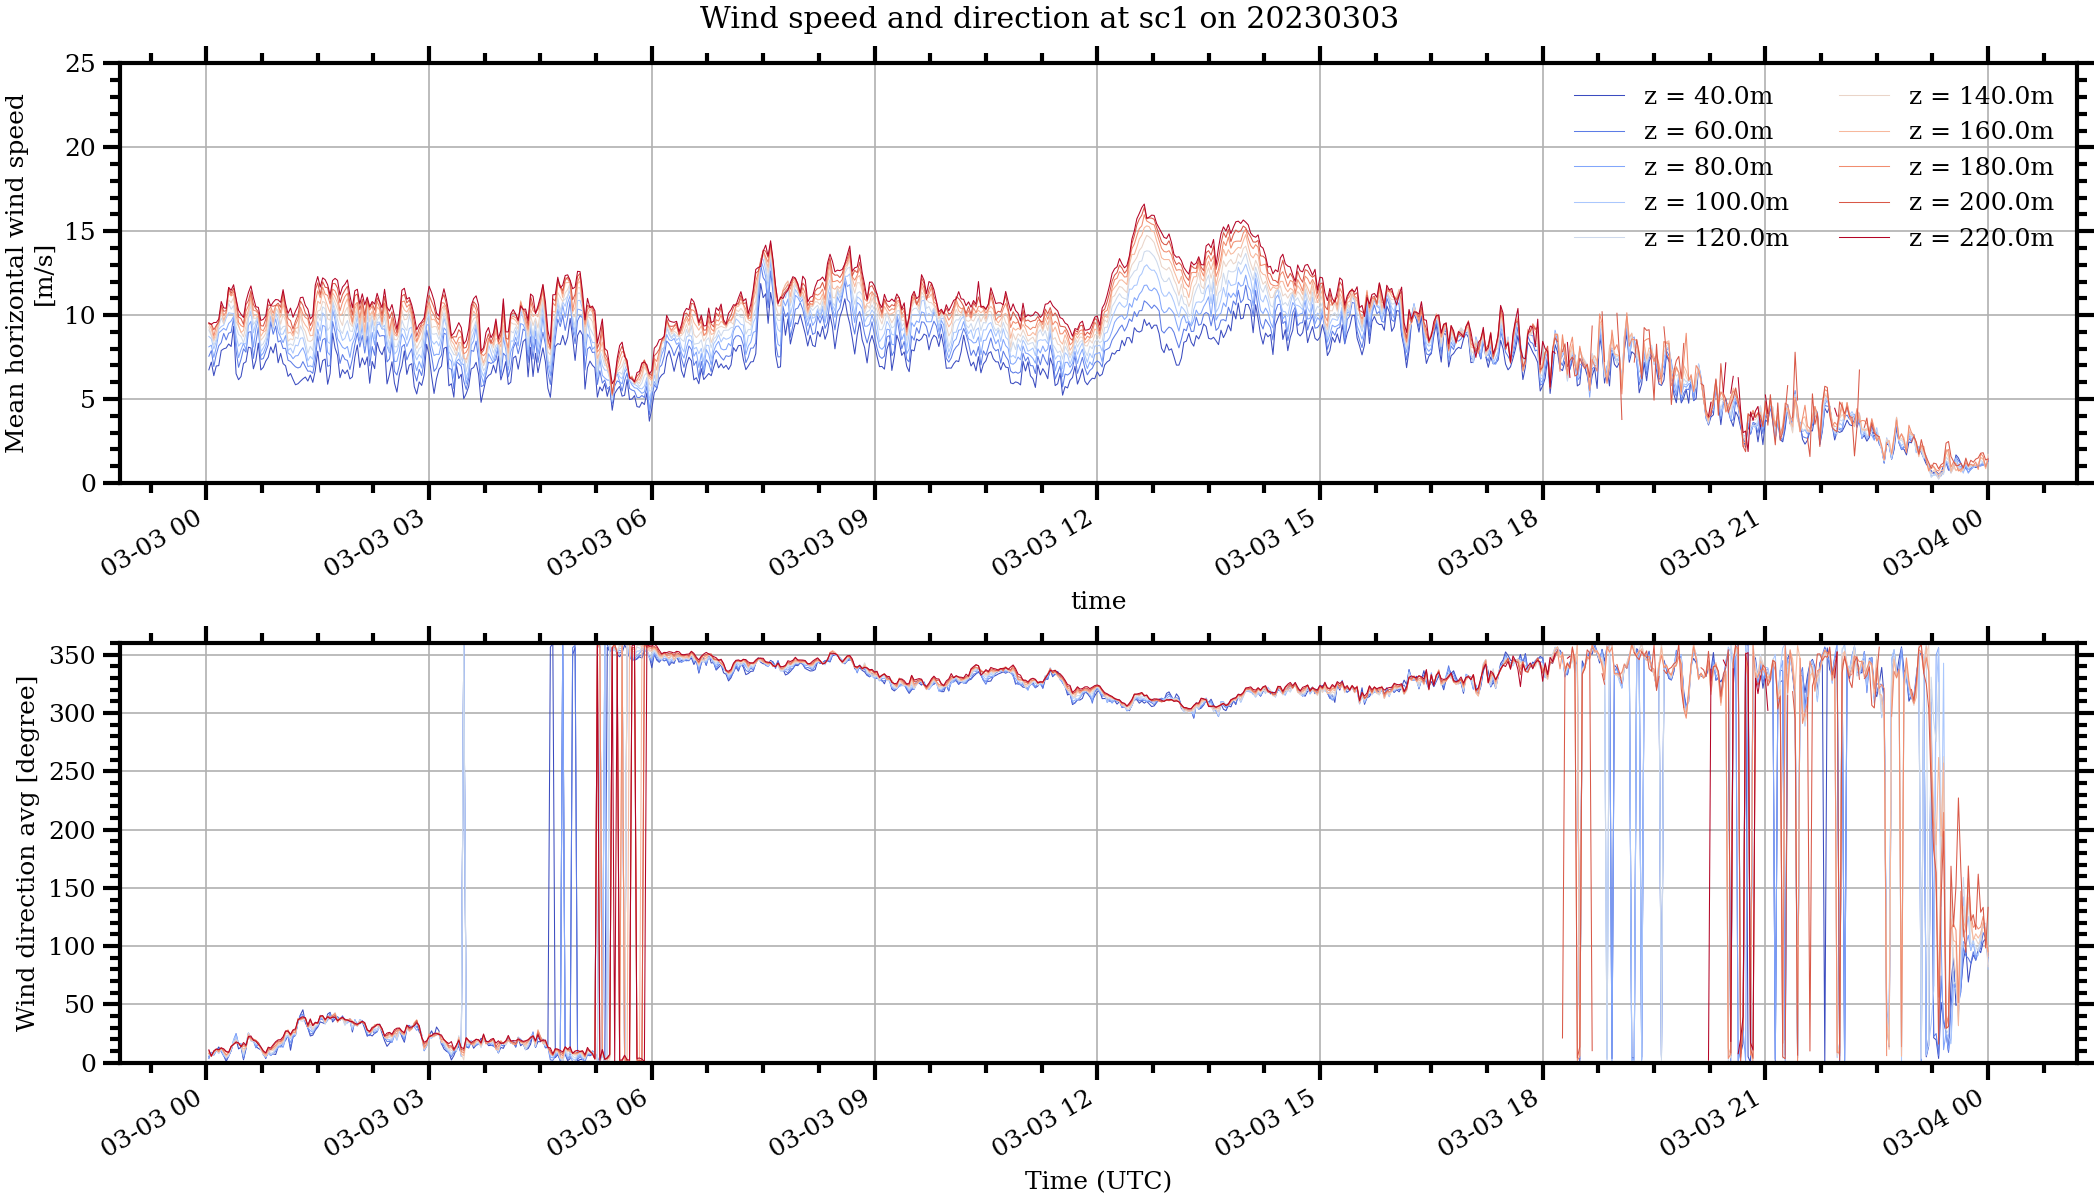 Wind speed and direction at sc1 on 20230303
Mean horizontal wind speed
[m/s]
25
20
15
10
5
0
z = 40.0m
z = 60.0m
z = 80.0m
z = 100.0m
z = 120.0m
z = 140.0m
z = 160.0m
z = 180.0m
z = 200.0m
z = 220.0m
03-03 00
03-03 03
03-03 06
03-03 09
03-03 12
03-03 15
03-03 18
03-03 21
03-04 00
time
Wind direction avg [degree]
350
300
250
200
150
100
50
0
03-03 00
03-03 03
03-03 06
03-03 09
03-03 12
03-03 15
03-03 18
03-03 21
03-04 00
Time (UTC)